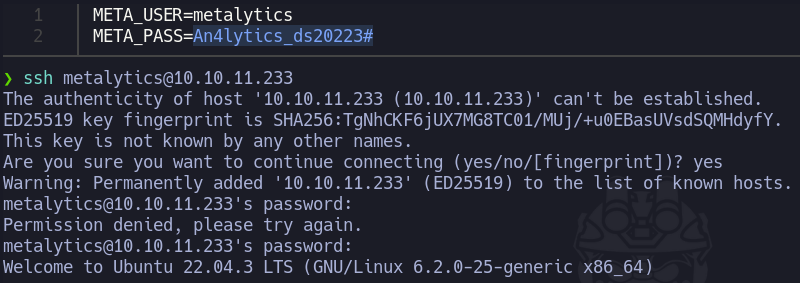 1 META_USER=metalytics
2 META_PASS=An4lytics_ds20223#
❯ ssh metalytics@10.10.11.233
The authenticity of host '10.10.11.233 (10.10.11.233)' can't be established.
ED25519 key fingerprint is SHA256:TgNhCKF6jUX7MG8TC01/MUj/+u0EBasUVsdSQMHdyfY.
This key is not known by any other names.
Are you sure you want to continue connecting (yes/no/[fingerprint])? yes
Warning: Permanently added '10.10.11.233' (ED25519) to the list of known hosts.
metalytics@10.10.11.233's password:
Permission denied, please try again.
metalytics@10.10.11.233's password:
Welcome to Ubuntu 22.04.3 LTS (GNU/Linux 6.2.0-25-generic x86_64)